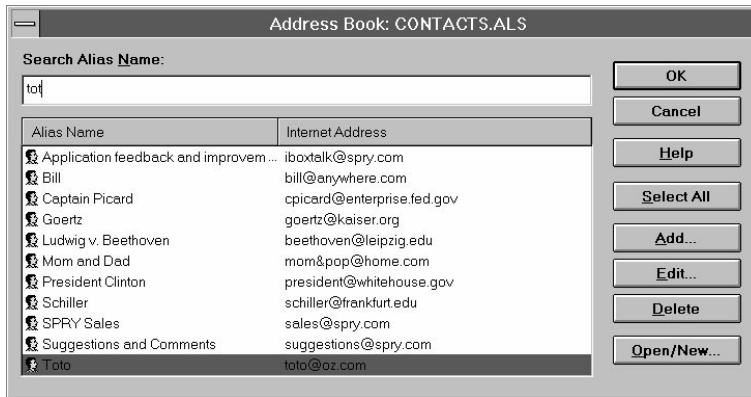 Address Book: CONTACTS.ALS
Search Alias Name:
tot
Alias Name Internet Address
Application feedback and improvem ... iboxtalk@spry.com
Bill bill@anywhere.com
Captain Picard cpicard@enterprise.fed.gov
Goertz goertz@kaiser.org
Ludwig v. Beethoven beethoven@leipzig.edu
Mom and Dad mom&pop@home.com
President Clinton president@whitehouse.gov
Schiller schiller@frankfurt.edu
SPRY Sales sales@spry.com
Suggestions and Comments suggestions@spry.com
Toto toto@oz.com
OK
Cancel
Help
Select All
Add...
Edit...
Delete
Open/New...